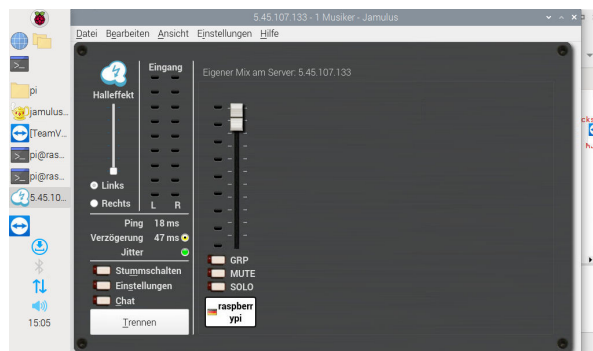 5.45.107.133 - 1 Musiker - Jamulus
Datei Bearbeiten Ansicht Einstellungen Hilfe
pi
jamulus...
[TeamV...
pi@ras...
pi@ras...
5.45.10...
15:05
Halleffekt
Eingang
Links
Rechts
L R
Ping 18 ms
Verzögerung 47 ms
Jitter
Stummschalten
Einstellungen
Chat
Trennen
Eigener Mix am Server: 5.45.107.133
GRP
MUTE
SOLO
raspberr
ypi